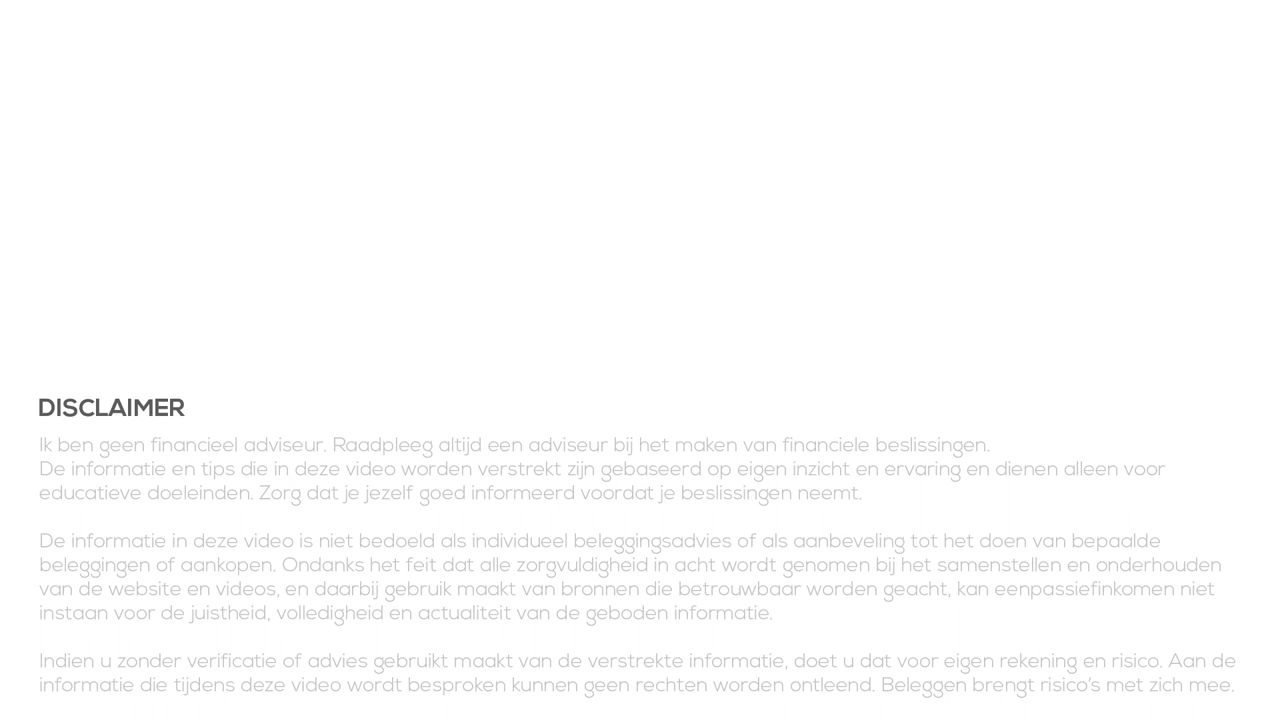 DISCLAIMER
Ik ben geen financieel adviseur. Raadpleeg altijd een adviseur bij het maken van financiele beslissingen.
De informatie en tips die in deze video worden verstrekt zijn gebaseerd op eigen inzicht en ervaring en dienen alleen voor
educatieve doeleinden. Zorg dat je jezelf goed informeerd voordat je beslissingen neemt.
De informatie in deze video is niet bedoeld als individueel beleggingsadvies of als aanbeveling tot het doen van bepaalde
beleggingen of aankopen. Ondanks het feit dat alle zorgvuldigheid in acht wordt genomen bij het samenstellen en onderhouden
van de website en videos, en daarbij gebruik maakt van bronnen die betrouwbaar worden geacht, kan eenpassiefinkomen niet
instaan voor de juistheid, volledigheid en actualiteit van de geboden informatie.
Indien u zonder verificatie of advies gebruikt maakt van de verstrekte informatie, doet u dat voor eigen rekening en risico. Aan de
informatie die tijdens deze video wordt besproken kunnen geen rechten worden ontleend. Beleggen brengt risico's met zich mee.